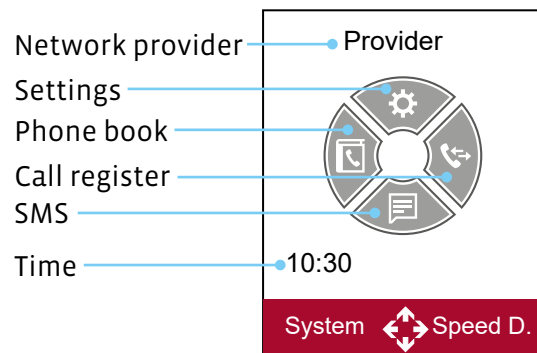 Network provider
Provider
Settings
Phone book
Call register
SMS
Time
10:30
System
Speed D.